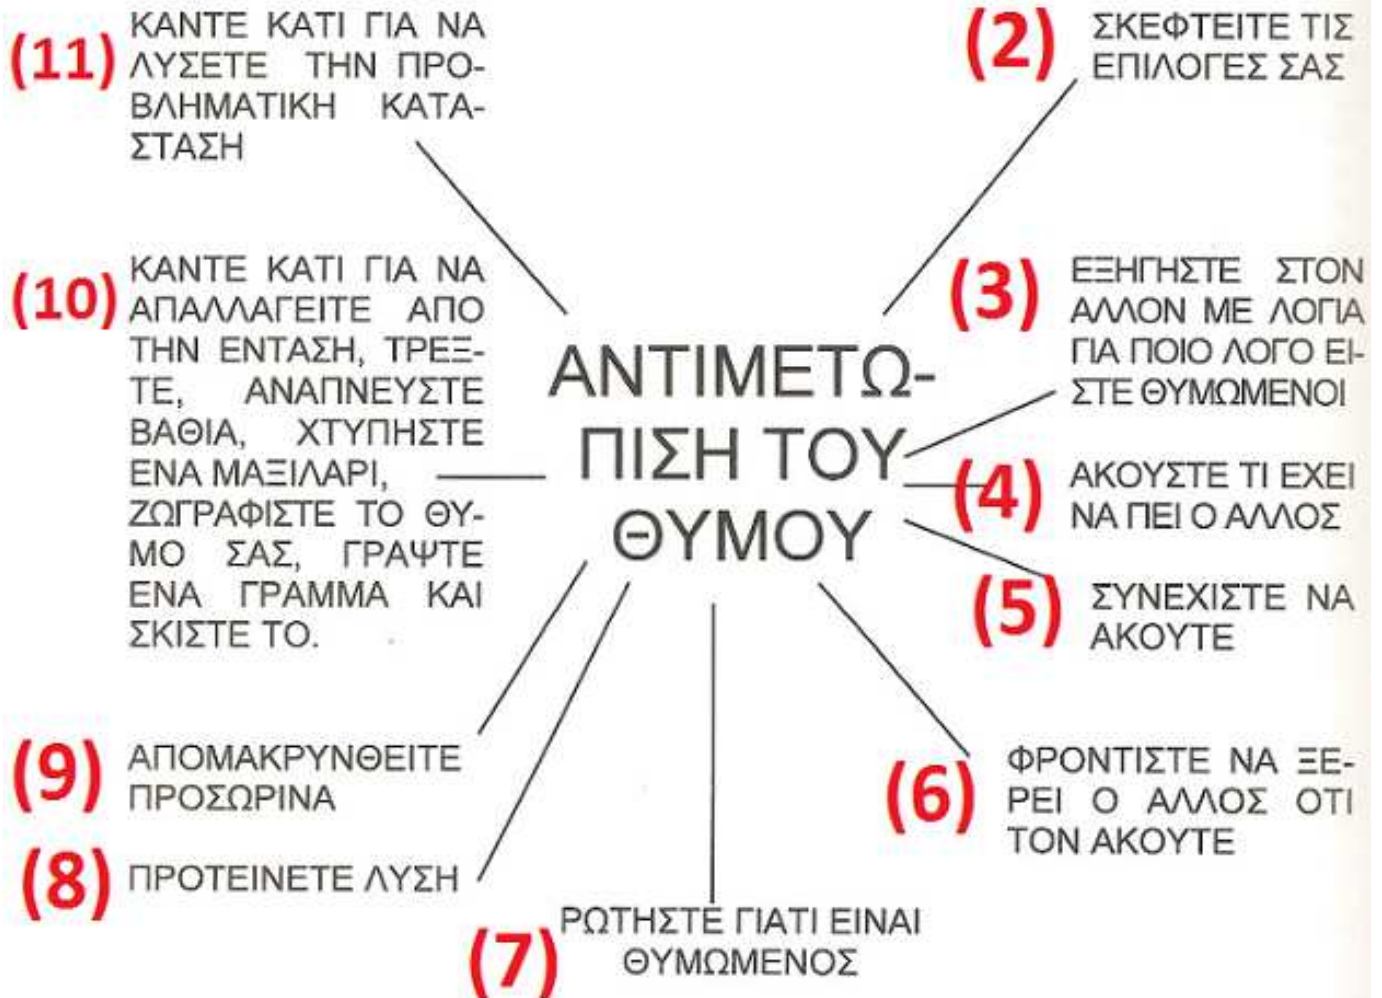 (11) ΚΑΝΤΕ ΚΑΤΙ ΓΙΑ ΝΑ
ΛΥΣΕΤΕ ΤΗΝ ΠΡΟ-
ΒΛΗΜΑΤΙΚΗ ΚΑΤΑ-
ΣΤΑΣΗ
(2) ΣΚΕΦΤΕΙΤΕ ΤΙΣ
ΕΠΙΛΟΓΕΣ ΣΑΣ
(10) ΚΑΝΤΕ ΚΑΤΙ ΓΙΑ ΝΑ
ΑΠΑΛΛΑΓΕΙΤΕ ΑΠΟ
ΤΗΝ ΕΝΤΑΣΗ, ΤΡΕΞ-
ΤΕ, ΑΝΑΠΝΕΥΣΤΕ
ΒΑΘΙΑ, ΧΤΥΠΗΣΤΕ
ΕΝΑ ΜΑΞΙΛΑΡΙ,
ΖΩΓΡΑΦΙΣΤΕ ΤΟ ΘΥ-
ΜΟ ΣΑΣ, ΓΡΑΨΤΕ
ΕΝΑ ΓΡΑΜΜΑ ΚΑΙ
ΣΚΙΣΤΕ ΤΟ.
ΑΝΤΙΜΕΤΩ-
ΠΙΣΗ ΤΟΥ
ΘΥΜΟΥ
(3) ΕΞΗΓΗΣΤΕ ΣΤΟΝ
ΑΛΛΟΝ ΜΕ ΛΟΓΙΑ
ΓΙΑ ΠΟΙΟ ΛΟΓΟ ΕΙ-
ΣΤΕ ΘΥΜΩΜΕΝΟΙ
(4) ΑΚΟΥΣΤΕ ΤΙ ΕΧΕΙ
ΝΑ ΠΕΙ Ο ΑΛΛΟΣ
(5) ΣΥΝΕΧΙΣΤΕ ΝΑ
ΑΚΟΥΤΕ
(9) ΑΠΟΜΑΚΡΥΝΘΕΙΤΕ
ΠΡΟΣΩΡΙΝΑ
(6) ΦΡΟΝΤΙΣΤΕ ΝΑ ΞΕ-
ΡΕΙ Ο ΑΛΛΟΣ ΟΤΙ
ΤΟΝ ΑΚΟΥΤΕ
(8) ΠΡΟΤΕΙΝΕΤΕ ΛΥΣΗ
(7) ΡΩΤΗΣΤΕ ΓΙΑΤΙ ΕΙΝΑΙ
ΘΥΜΩΜΕΝΟΣ